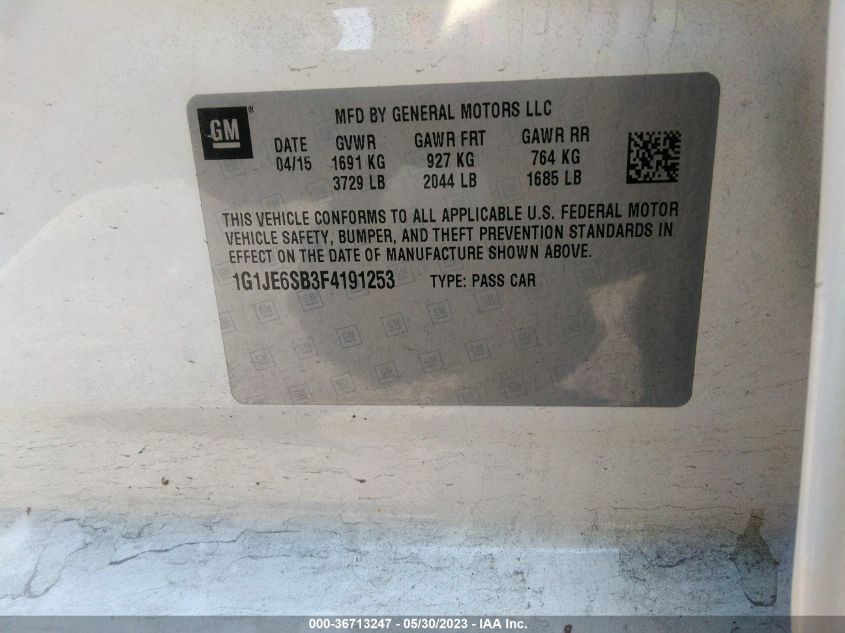 GM ®
MFD BY GENERAL MOTORS LLC
DATE GVWR GAWR FRT GAWR RR
04/15 1691 KG 927 KG 764 KG
3729 LB 2044 LB 1685 LB
THIS VEHICLE CONFORMS TO ALL APPLICABLE U.S. FEDERAL MOTOR
VEHICLE SAFETY, BUMPER, AND THEFT PREVENTION STANDARDS IN
EFFECT ON THE DATE OF MANUFACTURE SHOWN ABOVE.
1G1JE6SB3F4191253 TYPE: PASS CAR
000-36713247 - 05/30/2023 - IAA Inc.